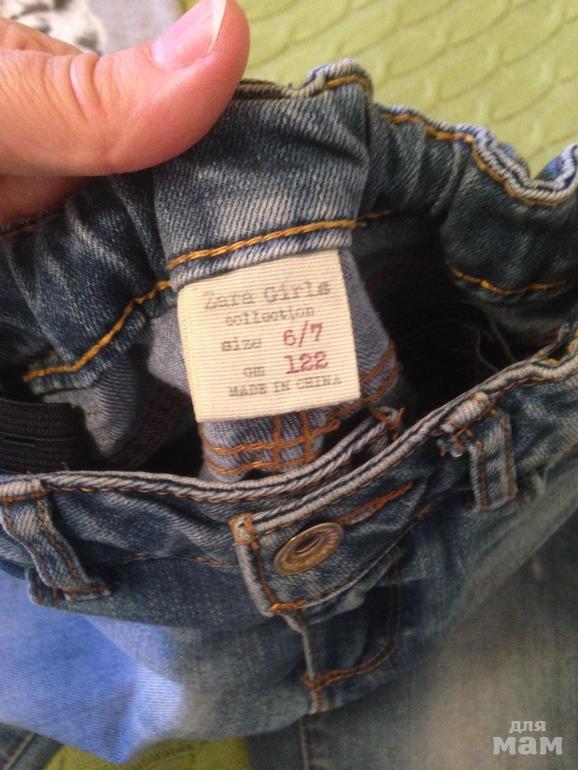 Zara Girls
collection
size 6/7
cm 122
MADE IN CHINA
для
мам